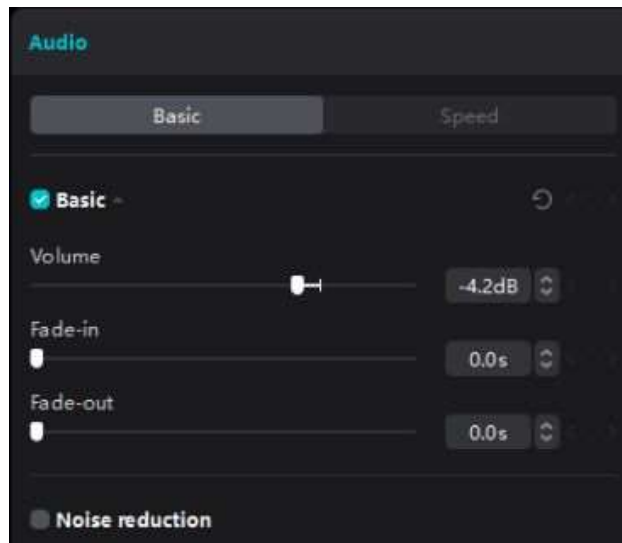 Audio
Basic Speed
Basic
Volume
-4.2dB
Fade-in
0.0s
Fade-out
0.0s
Noise reduction